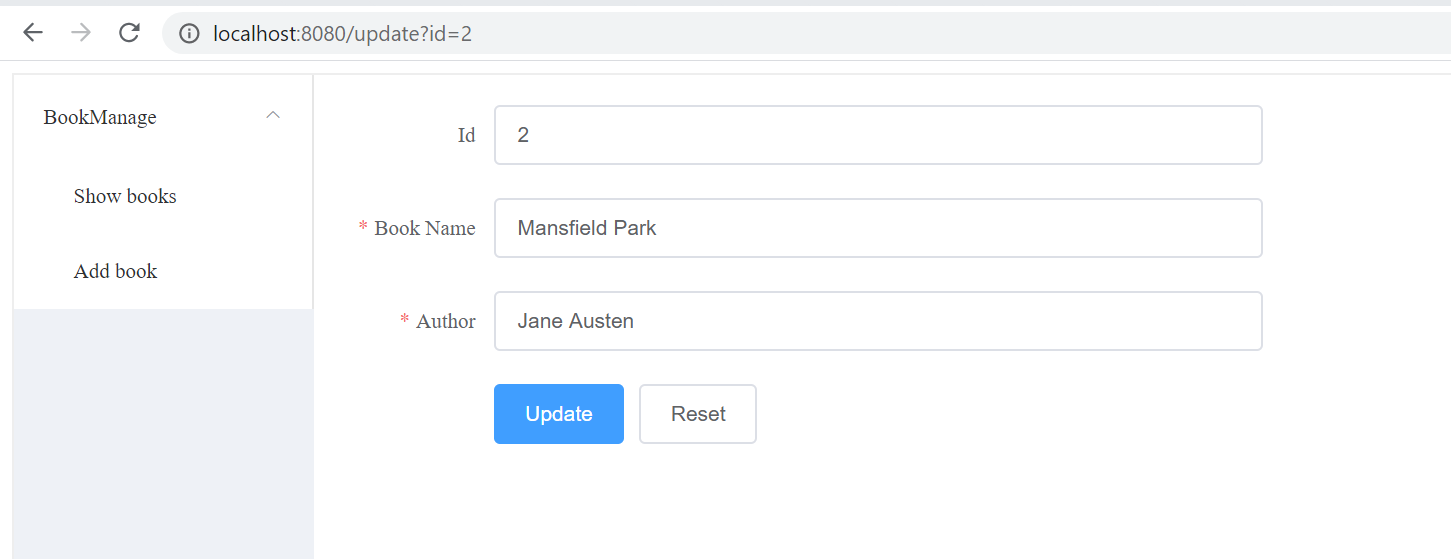 localhost:8080/update?id=2
BookManage
Show books
Add book
Id
2
* Book Name
Mansfield Park
* Author
Jane Austen
Update
Reset